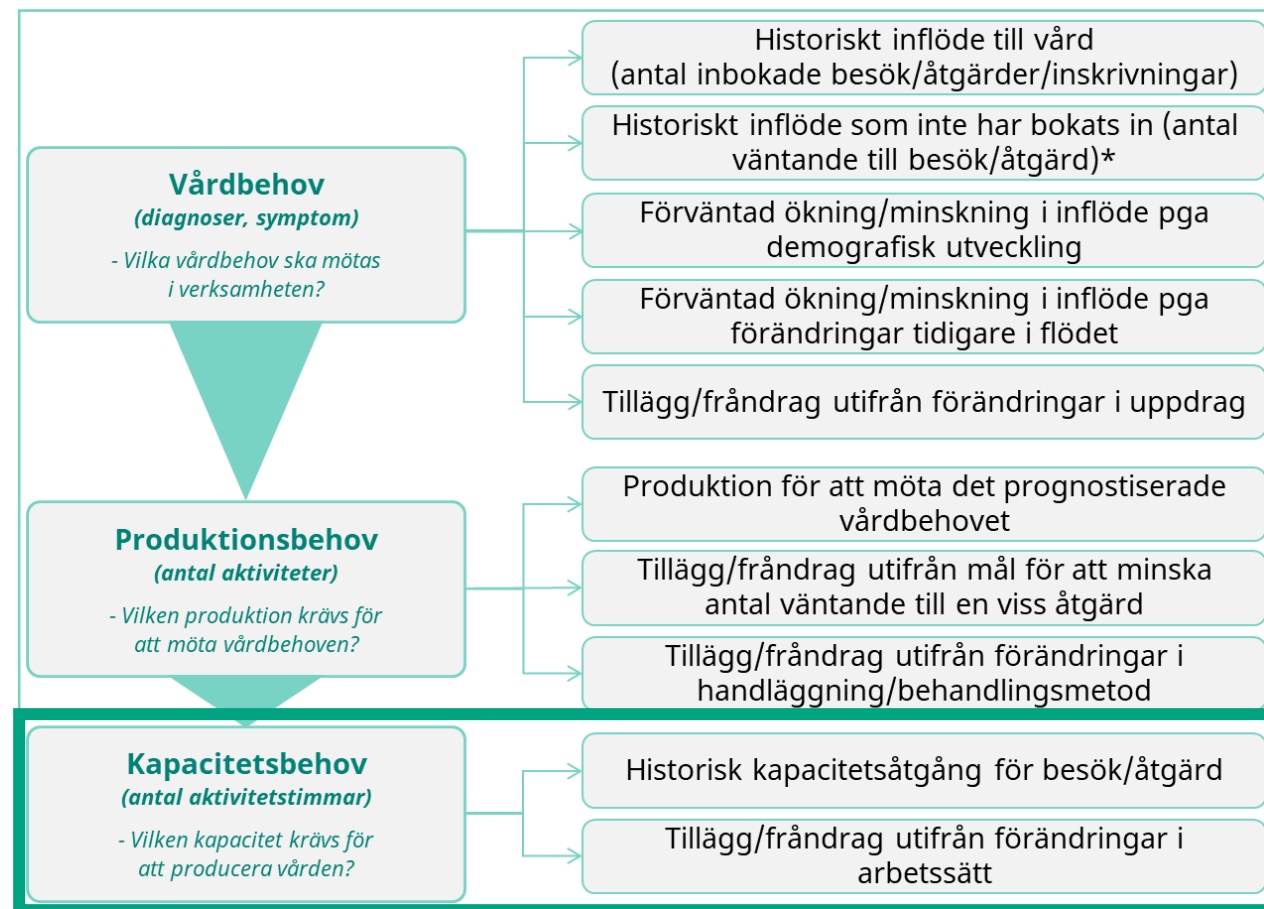 Historiskt inflöde till vård
(antal inbokade besök/åtgärder/inskrivningar)
Historiskt inflöde som inte har bokats in (antal
väntande till besök/åtgärd)*
Vårdbehov
(diagnoser, symptom)
- Vilka vårdbehov ska mötas
i verksamheten?
Förväntad ökning/minskning i inflöde pga
demografisk utveckling
Förväntad ökning/minskning i inflöde pga
förändringar tidigare i flödet
Tillägg/fråndrag utifrån förändringar i uppdrag
Produktionsbehov
(antal aktiviteter)
- Vilken produktion krävs för
att möta vårdbehoven?
Produktion för att möta det prognostiserade
vårdbehovet
Tillägg/fråndrag utifrån mål för att minska
antal väntande till en viss åtgärd
Tillägg/fråndrag utifrån förändringar i
handläggning/behandlingsmetod
Kapacitetsbehov
(antal aktivitetstimmar)
- Vilken kapacitet krävs för
att producera vården?
Historisk kapacitetsåtgång för besök/åtgärd
Tillägg/fråndrag utifrån förändringar i
arbetssätt